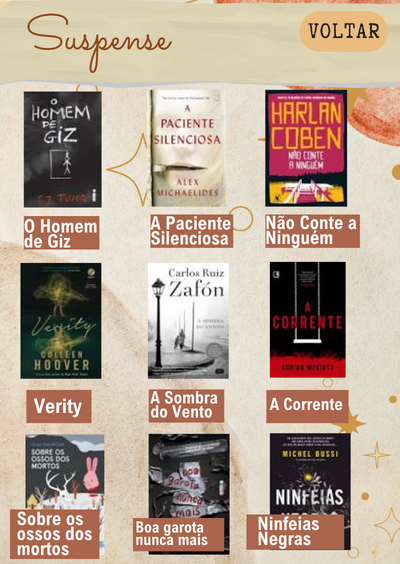 Suspense
VOLTAR
O
HOMEM
DE
GIZ
C.J. TUDOR
A
PACIENTE
SILENCIOSA
ALEX
MICHAELIDES
HARLAN
COBEN
NÃO CONTE
A NINGUÉM
O Homem
de Giz
A Paciente
Silenciosa
Não Conte a
Ninguém
Verity
COLLEEN
HOOVER
Carlos Ruiz
Zafón
A SOMBRA
DO VENTO
A
CORRENTE
ADRIAN McKINTY
Verity
A Sombra
do Vento
A Corrente
SOBRE OS
OSSOS DOS
MORTOS
boa
garota
nunca
mais
MICHEL BUSSI
NINFEIAS
Sobre os
ossos dos
mortos
Boa garota
nunca mais
Ninfeias
Negras